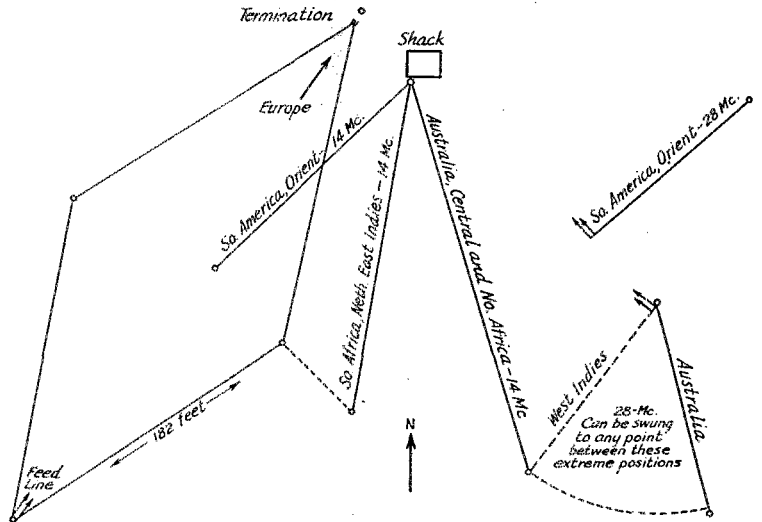 Termination
Shack
Europe
So. America, Orient - 14 Mc.
So. Africa, Neth. East Indies - 14 Mc.
Australia, Central and No. Africa - 14 Mc
So. America, Orient - 28 Mc.
West Indies
Australia
28-Mc.
Can be swung
to any point
between these
extreme positions
182 feet
Feed
Line
N